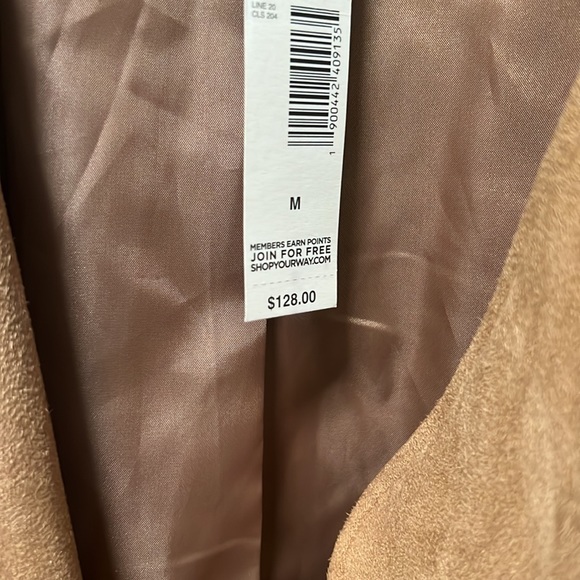 LINE 20
CLS 204
1 900442 409135
M
MEMBERS EARN POINTS
JOIN FOR FREE
SHOPYOURWAY.COM
$128.00